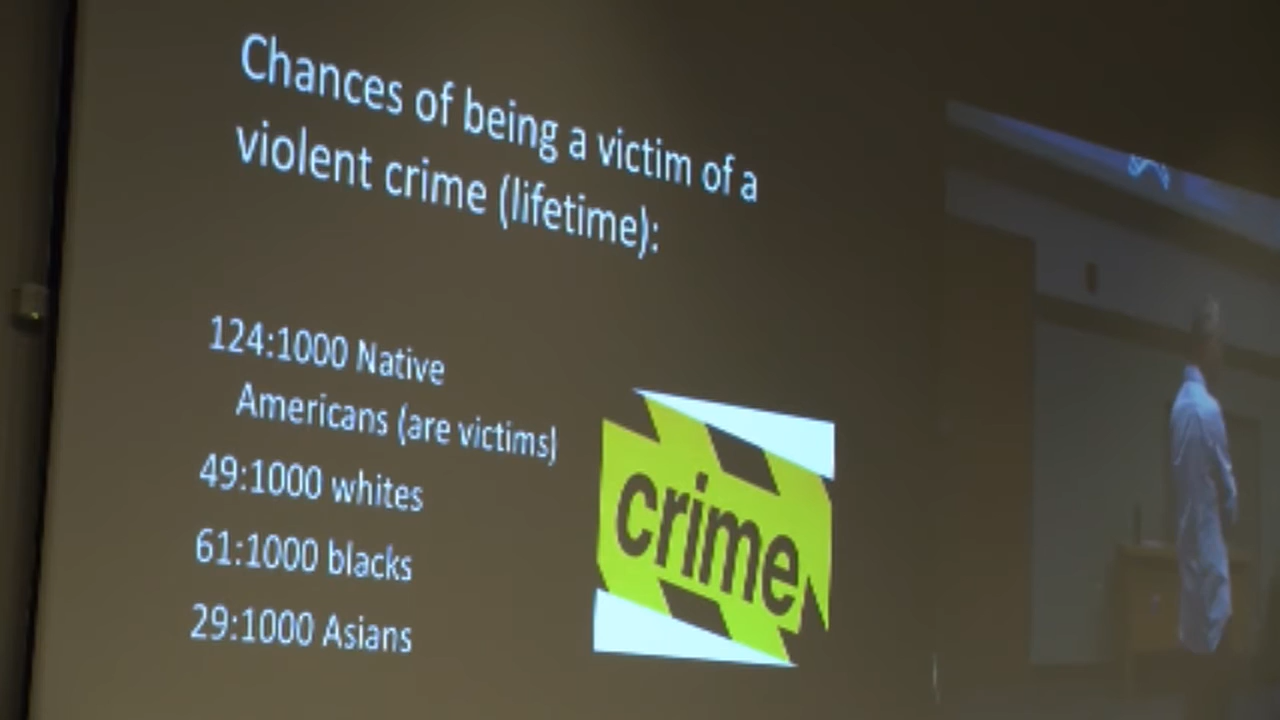 Chances of being a victim of a
violent crime (lifetime):
124:1000 Native
Americans (are victims)
49:1000 whites
61:1000 blacks
29:1000 Asians
crime